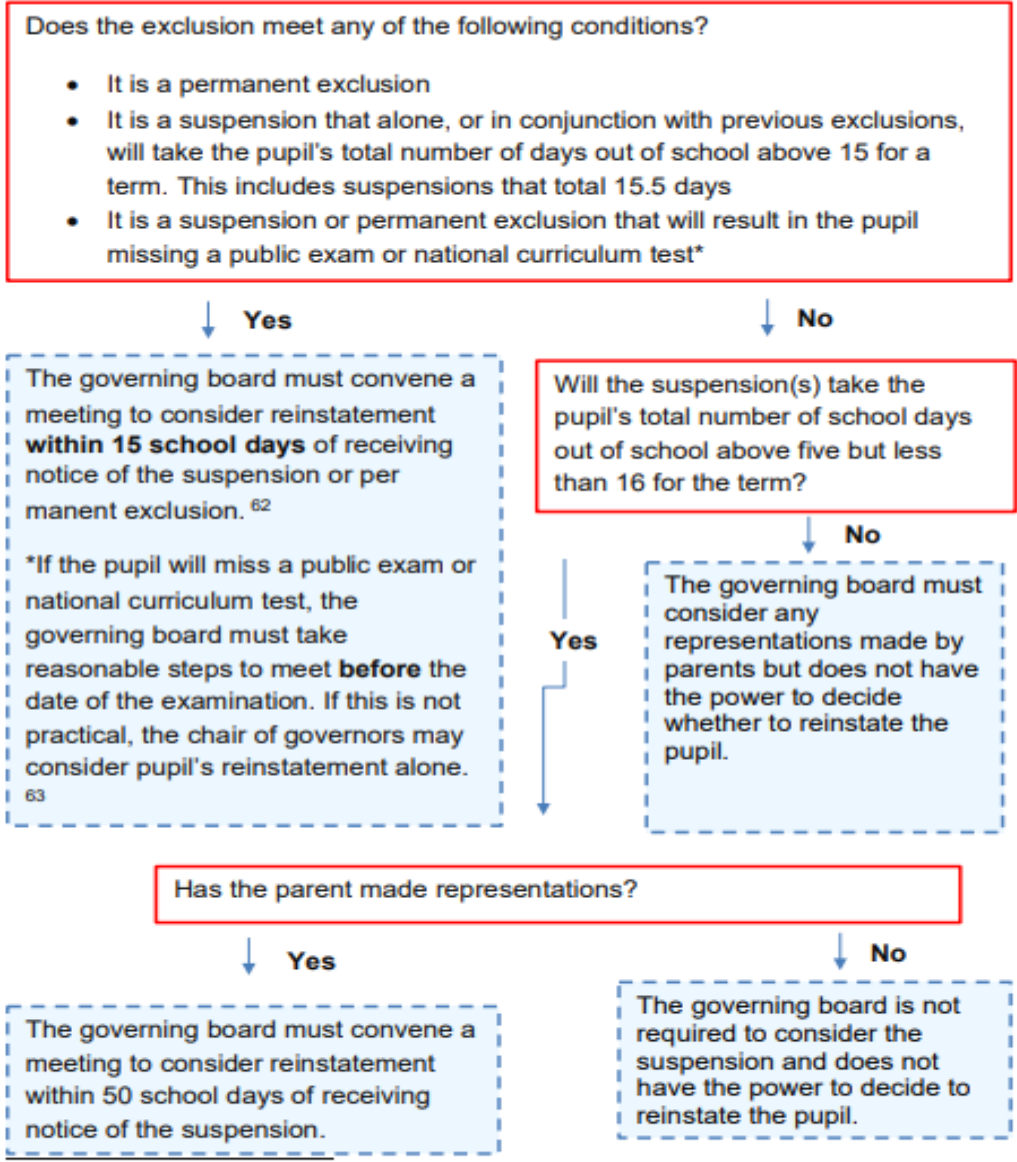 Does the exclusion meet any of the following conditions?
• It is a permanent exclusion
• It is a suspension that alone, or in conjunction with previous exclusions,
will take the pupil's total number of days out of school above 15 for a
term. This includes suspensions that total 15.5 days
• It is a suspension or permanent exclusion that will result in the pupil
missing a public exam or national curriculum test*
Yes
No
The governing board must convene a
meeting to consider reinstatement
within 15 school days of receiving
notice of the suspension or per
manent exclusion. 62
*If the pupil will miss a public exam or
national curriculum test, the
governing board must take
reasonable steps to meet before the
date of the examination. If this is not
practical, the chair of governors may
consider pupil's reinstatement alone.
63
Will the suspension(s) take the
pupil's total number of school days
out of school above five but less
than 16 for the term?
No
Yes
The governing board must
consider any
representations made by
parents but does not have
the power to decide
whether to reinstate the
pupil.
Has the parent made representations?
Yes
No
The governing board must convene a
meeting to consider reinstatement
within 50 school days of receiving
notice of the suspension.
The governing board is not
required to consider the
suspension and does not
have the power to decide to
reinstate the pupil.